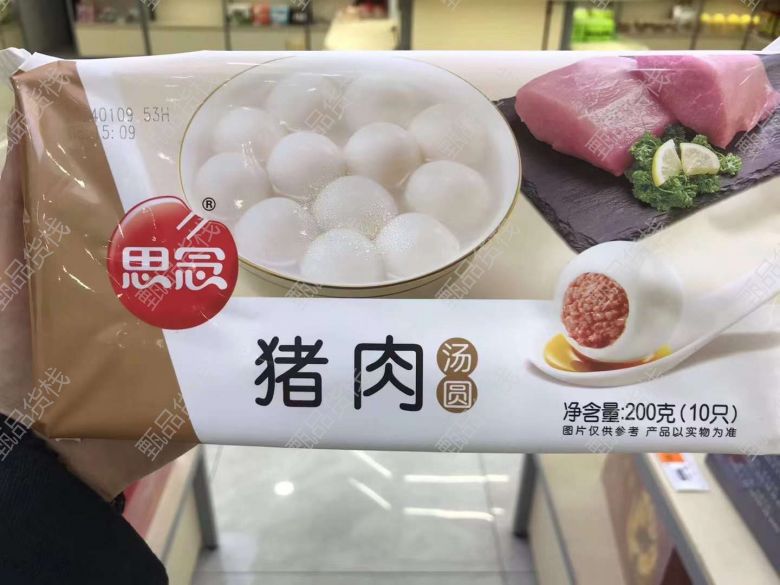 40109 53H
5:09
®
思念
猪肉
汤圆
净含量:200克(10只)
图片仅供参考 产品以实物为准
甄品货栈